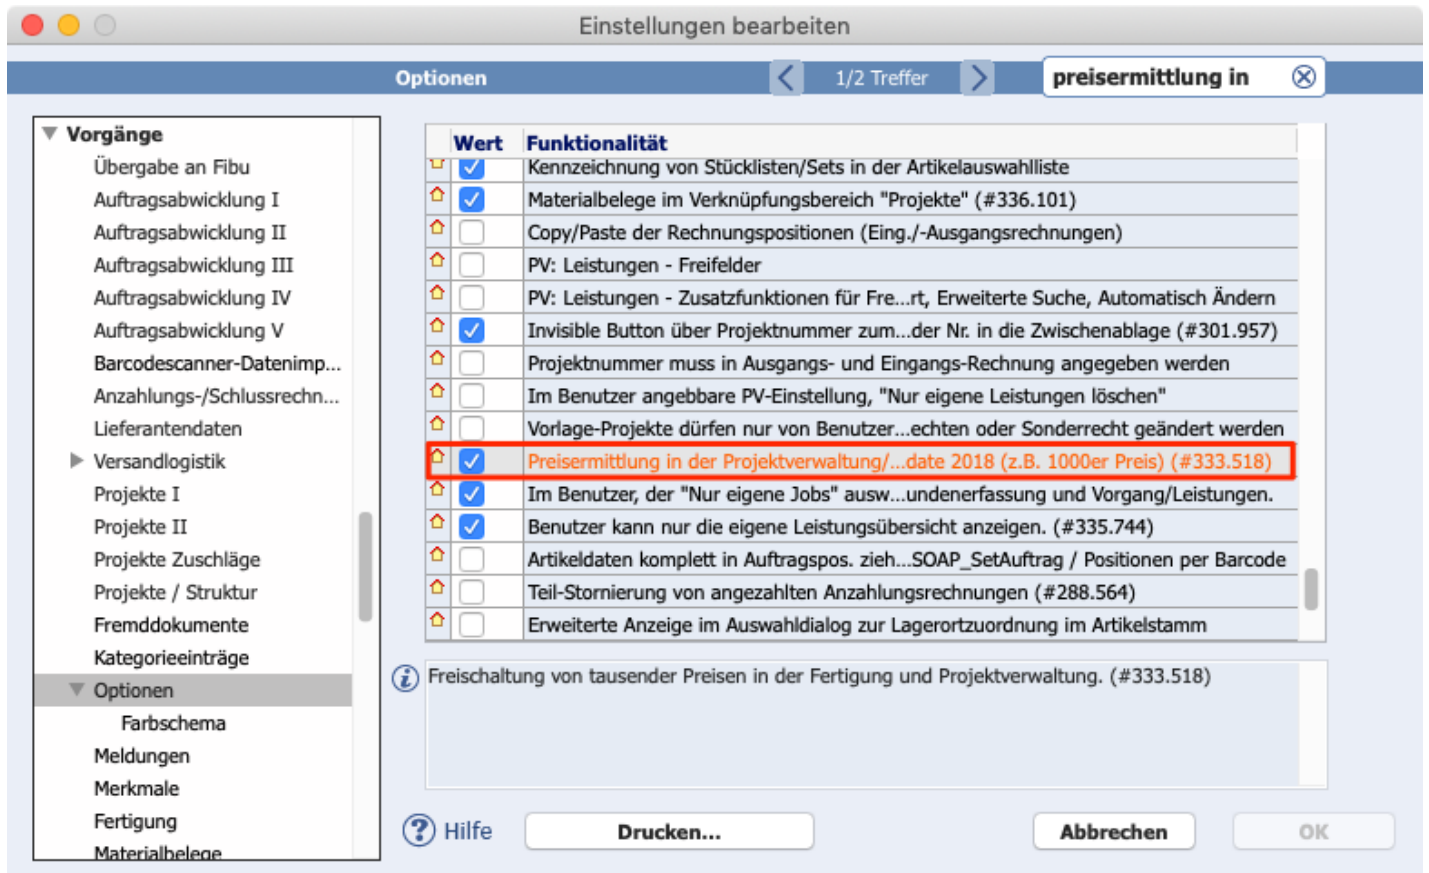 Einstellungen bearbeiten
Optionen
1/2 Treffer
preisermittlung in
Vorgänge
Übergabe an Fibu
Auftragsabwicklung I
Auftragsabwicklung II
Auftragsabwicklung III
Auftragsabwicklung IV
Auftragsabwicklung V
Barcodescanner-Datenimp...
Anzahlungs-/Schlussrechn...
Lieferantendaten
Versandlogistik
Projekte I
Projekte II
Projekte Zuschläge
Projekte / Struktur
Fremddokumente
Kategorieeinträge
Optionen
Farbschema
Meldungen
Merkmale
Fertigung
Materialbelege
Wert Funktionalität
Kennzeichnung von Stücklisten/Sets in der Artikelauswahlliste
Materialbelege im Verknüpfungsbereich "Projekte" (#336.101)
Copy/Paste der Rechnungspositionen (Eing./-Ausgangsrechnungen)
PV: Leistungen - Freifelder
PV: Leistungen - Zusatzfunktionen für Fre...rt, Erweiterte Suche, Automatisch Ändern
Invisible Button über Projektnummer zum...der Nr. in die Zwischenablage (#301.957)
Projektnummer muss in Ausgangs- und Eingangs-Rechnung angegeben werden
Im Benutzer angebbare PV-Einstellung, "Nur eigene Leistungen löschen"
Vorlage-Projekte dürfen nur von Benutzer...echten oder Sonderrecht geändert werden
Preisermittlung in der Projektverwaltung/...date 2018 (z.B. 1000er Preis) (#333.518)
Im Benutzer, der "Nur eigene Jobs" ausw...undenerfassung und Vorgang/Leistungen.
Benutzer kann nur die eigene Leistungsübersicht anzeigen. (#335.744)
Artikeldaten komplett in Auftragspos. zieh...SOAP_SetAuftrag / Positionen per Barcode
Teil-Stornierung von angezahlten Anzahlungsrechnungen (#288.564)
Erweiterte Anzeige im Auswahldialog zur Lagerortzuordnung im Artikelstamm
Freischaltung von tausender Preisen in der Fertigung und Projektverwaltung. (#333.518)
Hilfe
Drucken...
Abbrechen
OK